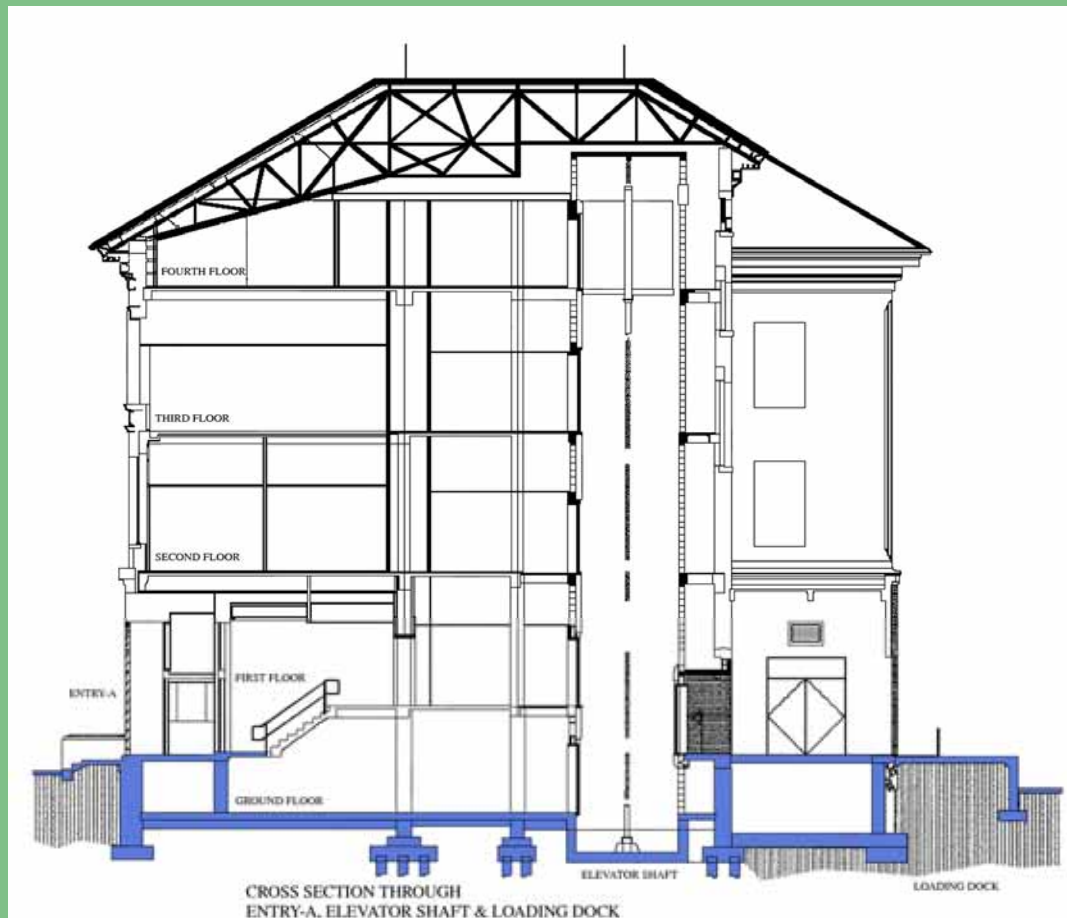 FOURTH FLOOR
THIRD FLOOR
SECOND FLOOR
FIRST FLOOR
ENTRY-A
GROUND FLOOR
ELEVATOR SHAFT
LOADING DOCK
CROSS SECTION THROUGH
ENTRY-A, ELEVATOR SHAFT & LOADING DOCK